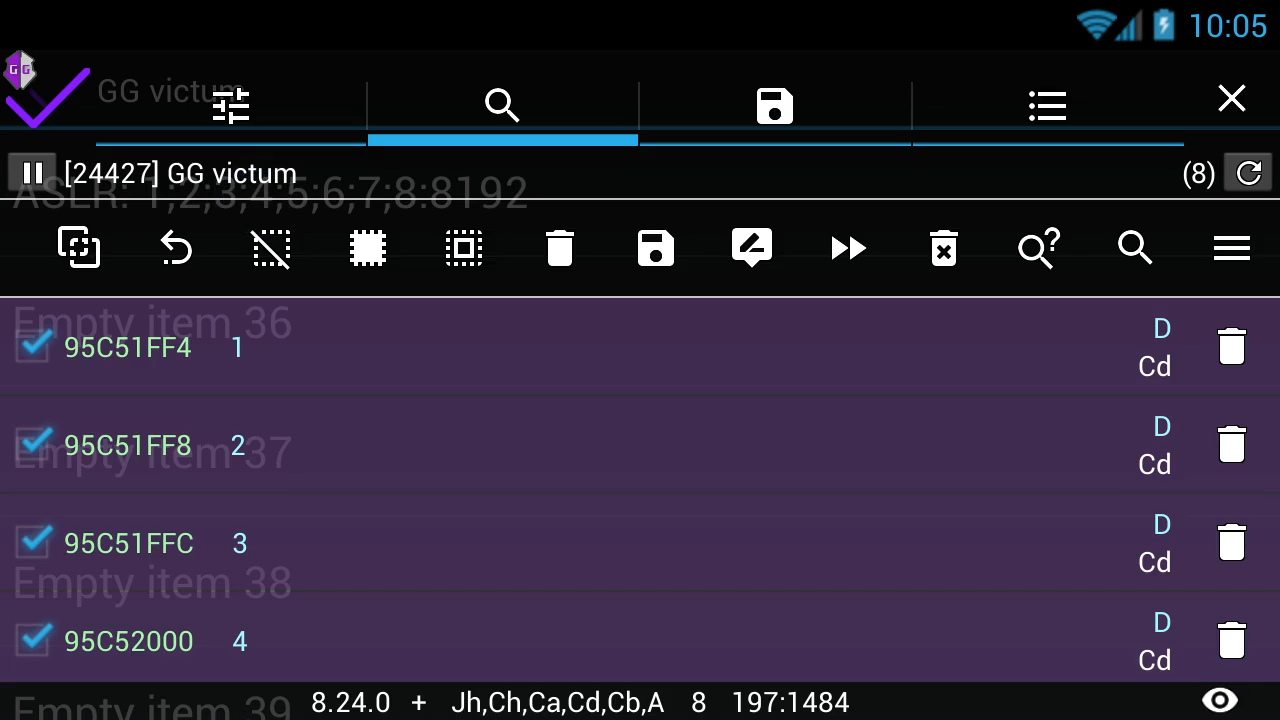 10:05
GG
GG victum
[24427] GG victum (8)
ASLR: 1;2;3;4;5;6;7;8:8192
Empty item 36
95C51FF4 1 D
Cd
95C51FF8 2 D
Empty item 37
Cd
95C51FFC 3 D
Cd
Empty item 38
95C52000 4 D
Cd
8.24.0 + Jh,Ch,Ca,Cd,Cb,A 8 197:1484
Empty item 39